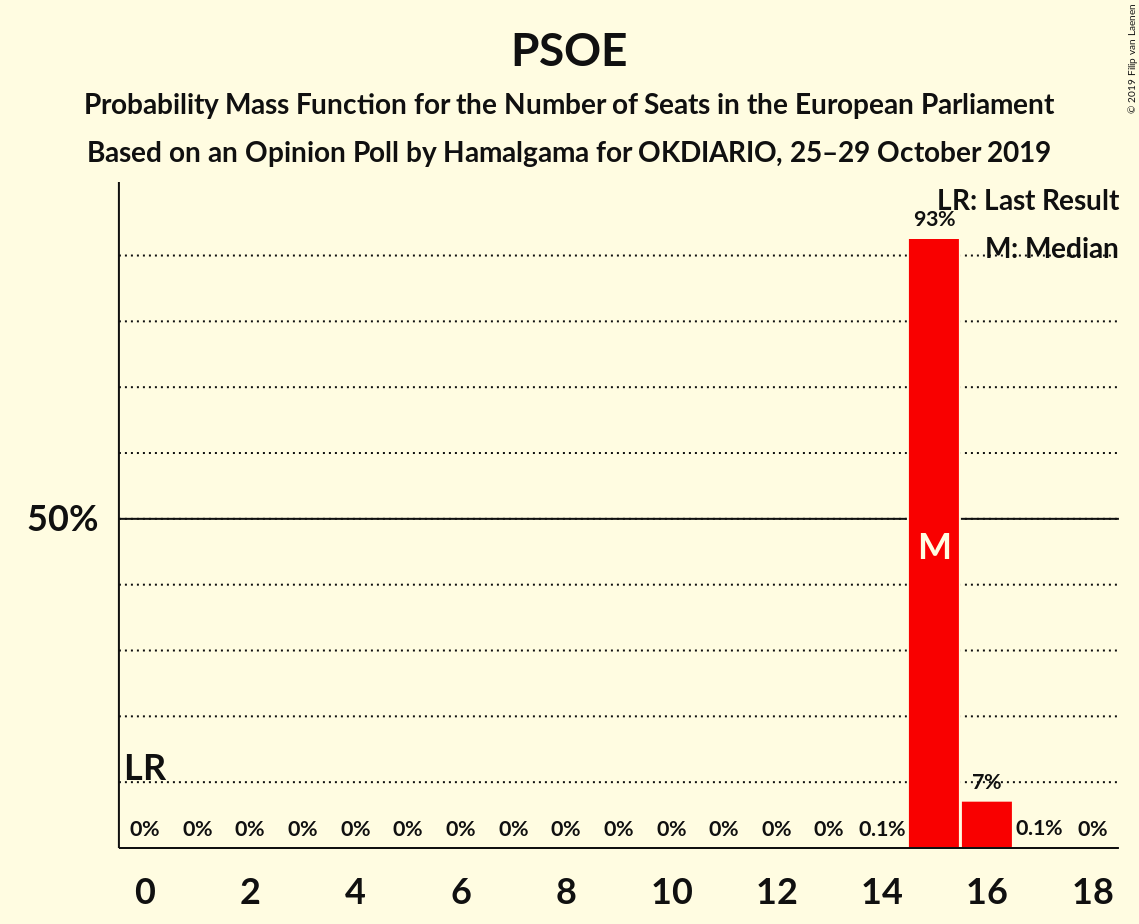 PSOE
Probability Mass Function for the Number of Seats in the European Parliament
Based on an Opinion Poll by Hamalgama for OKDIARIO, 25–29 October 2019
© 2019 Filip van Laenen
LR: Last Result
M: Median
93%
50%
M
LR
7%
0% 0% 0% 0% 0% 0% 0% 0% 0% 0% 0% 0% 0% 0% 0.1% 0.1% 0%
0 2 4 6 8 10 12 14 16 18